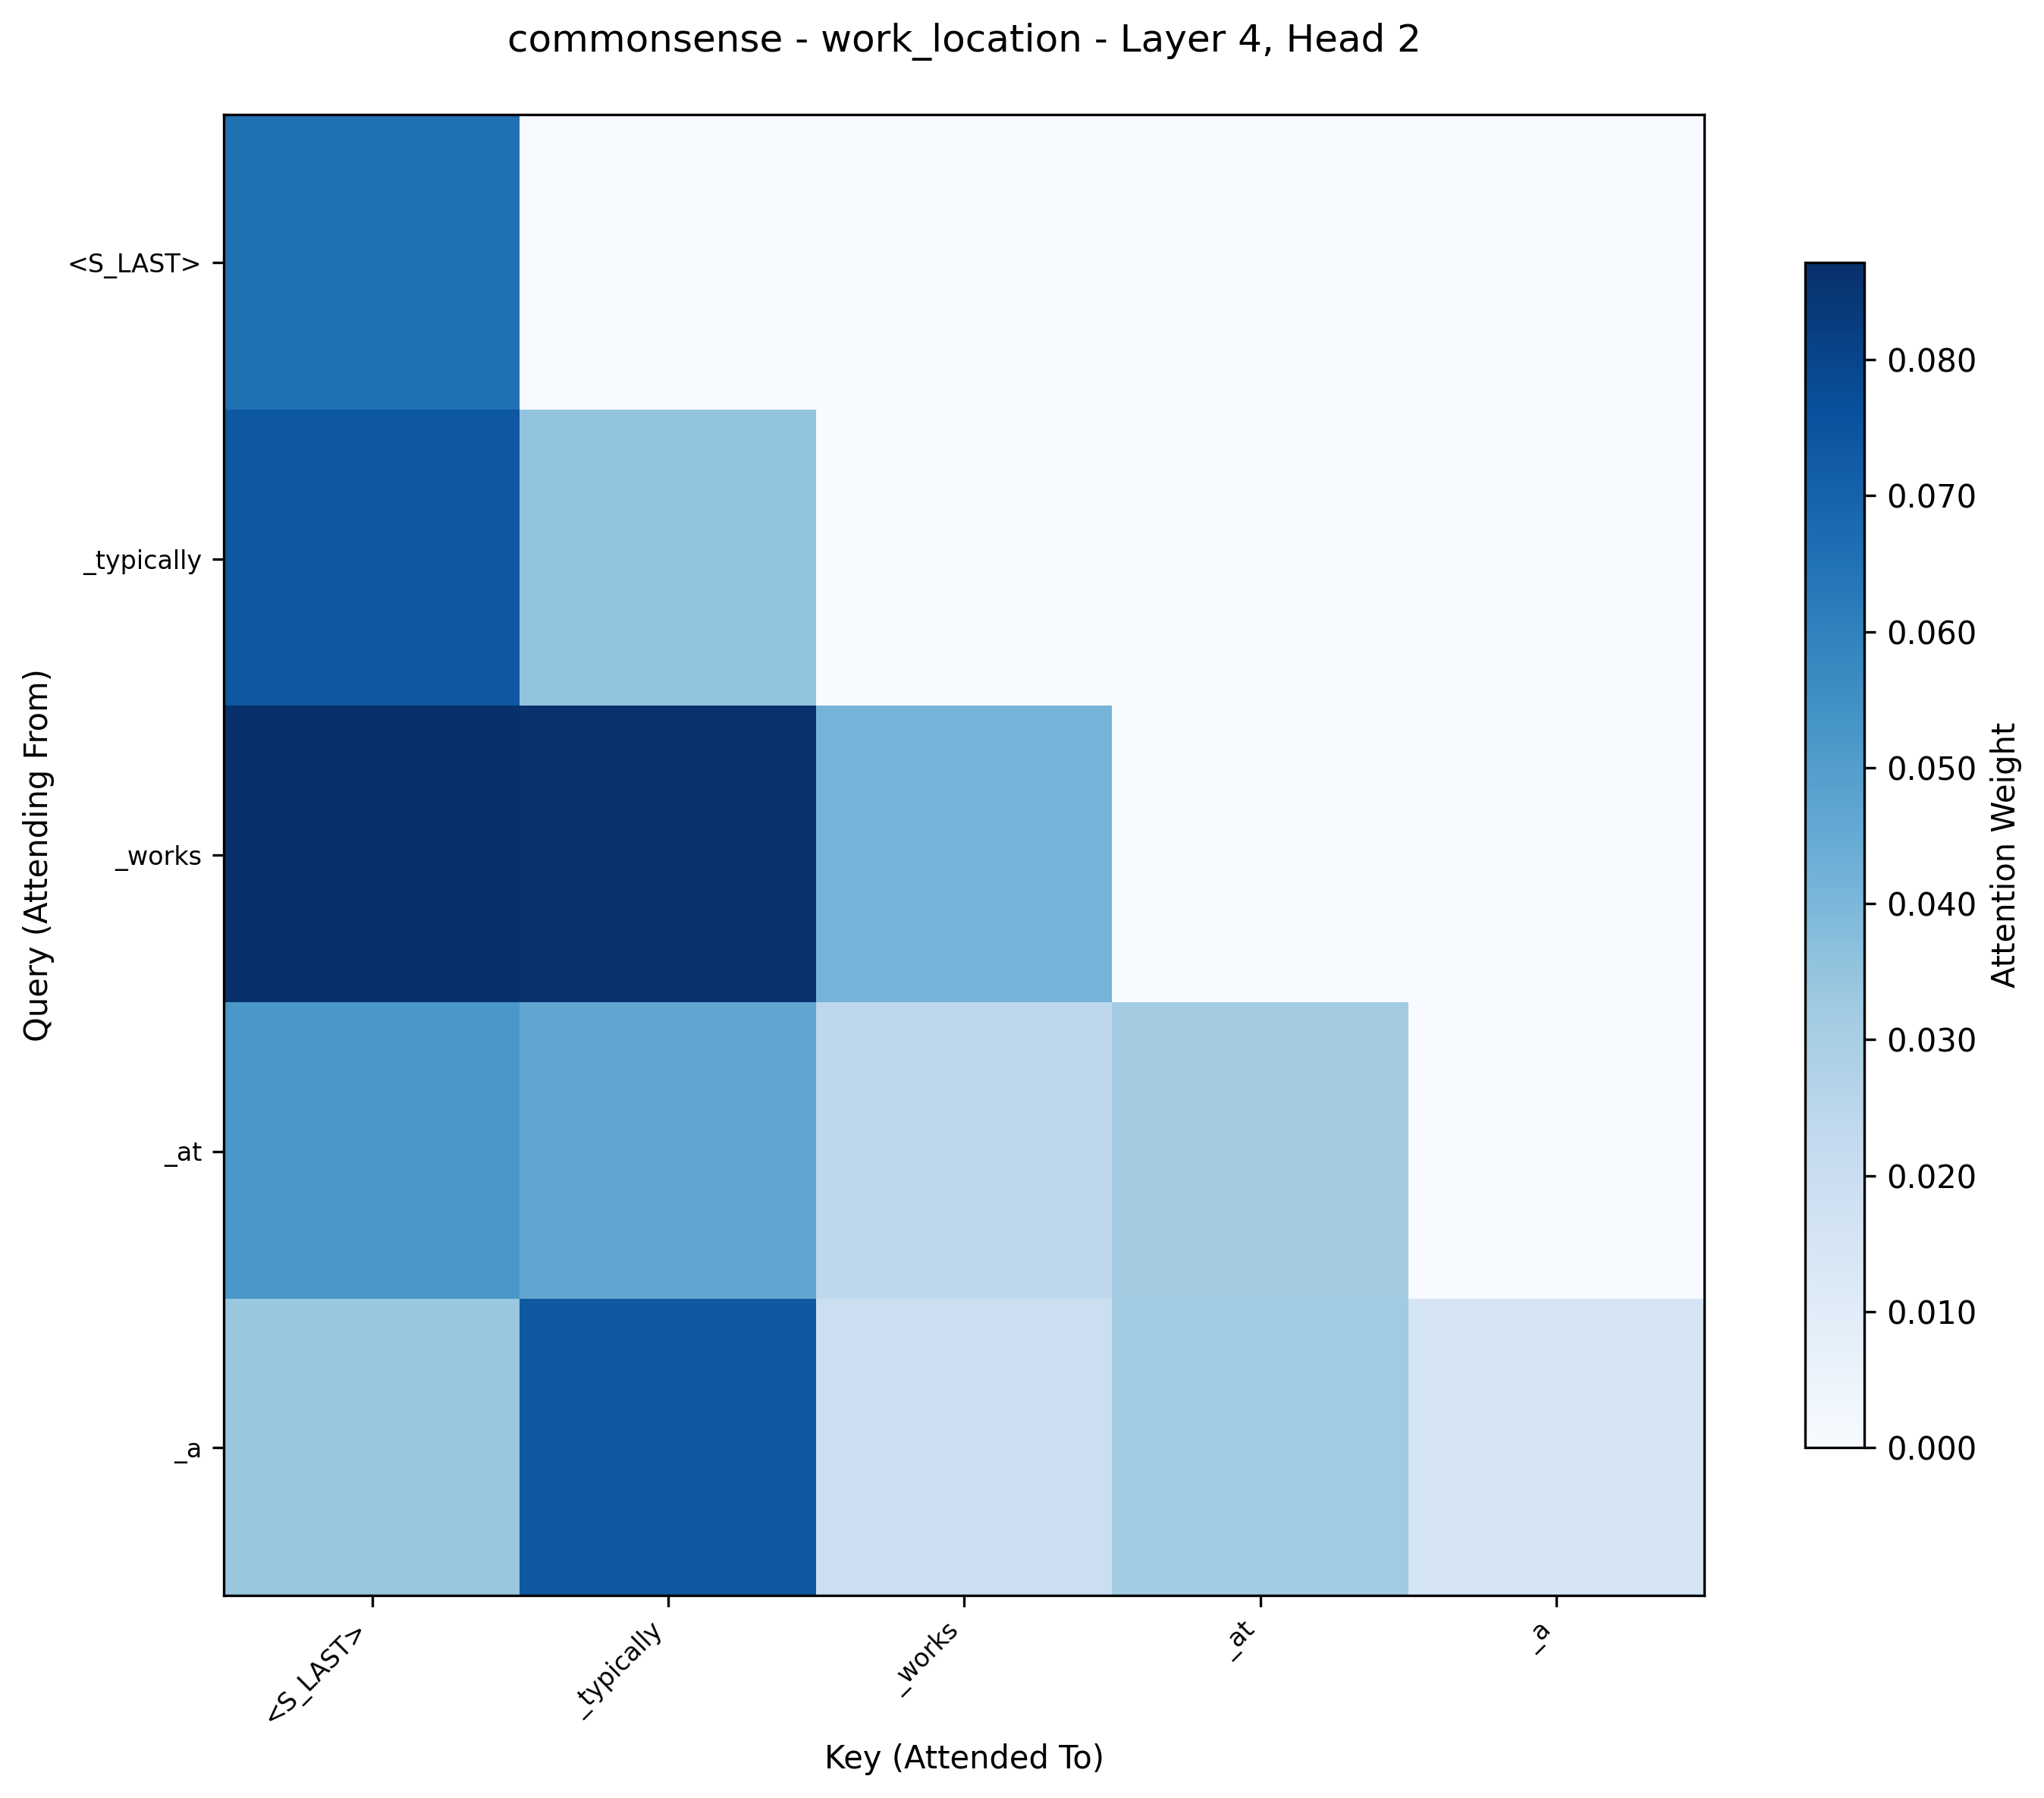 commonsense - work_location - Layer 4, Head 2
Query (Attending From)
<S_LAST>
_typically
_works
_at
_a
<S_LAST>
_typically
_works
_at
_a
Key (Attended To)
0.080
0.070
0.060
0.050
0.040
0.030
0.020
0.010
0.000
Attention Weight